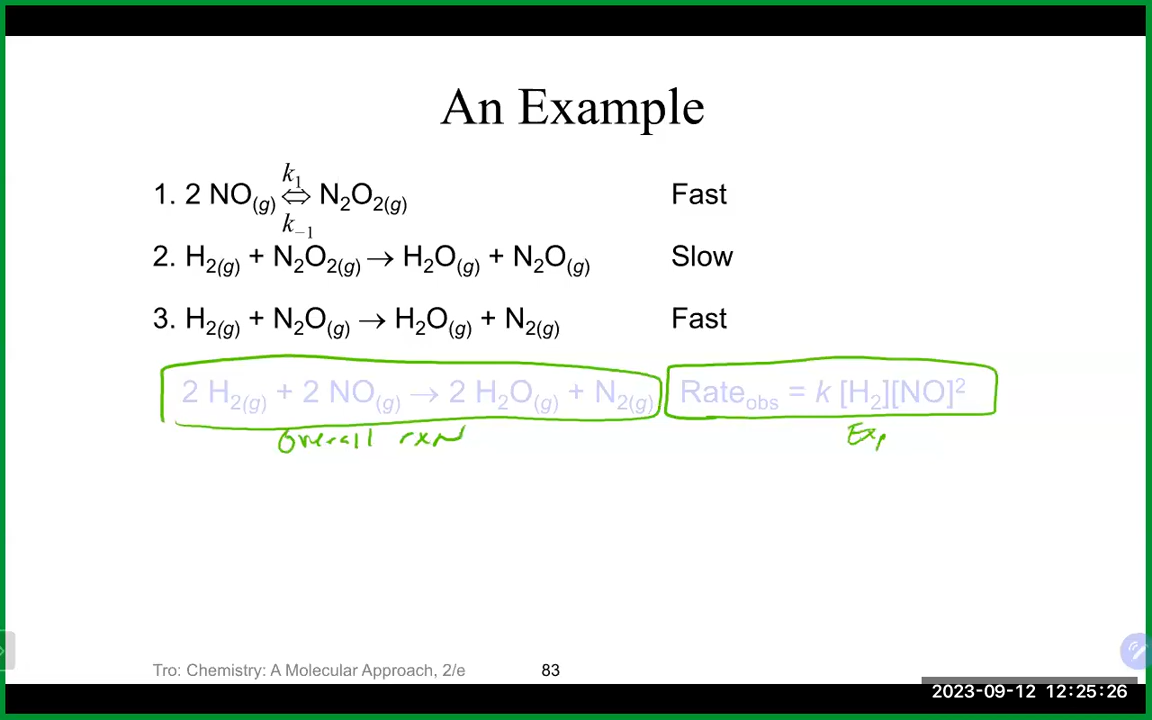 An Example
k₁
1. 2 NO(g) ⇔ N₂O₂(g) Fast
k₋₁
2. H₂(g) + N₂O₂(g) → H₂O(g) + N₂O(g) Slow
3. H₂(g) + N₂O(g) → H₂O(g) + N₂(g) Fast
2 H₂(g) + 2 NO(g) → 2 H₂O(g) + N₂(g) Rateobs = k [H₂][NO]²
Overall rxn Exp
Tro: Chemistry: A Molecular Approach, 2/e 83
2023-09-12 12:25:26